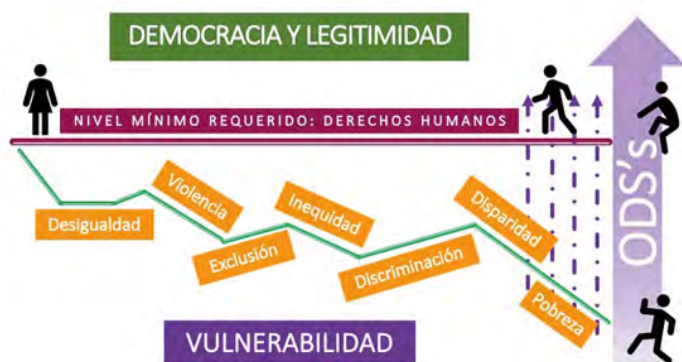 DEMOCRACIA Y LEGITIMIDAD
NIVEL MÍNIMO REQUERIDO: DERECHOS HUMANOS
Desigualdad
Violencia
Exclusión
Inequidad
Discriminación
Disparidad
Pobreza
ODS's
VULNERABILIDAD